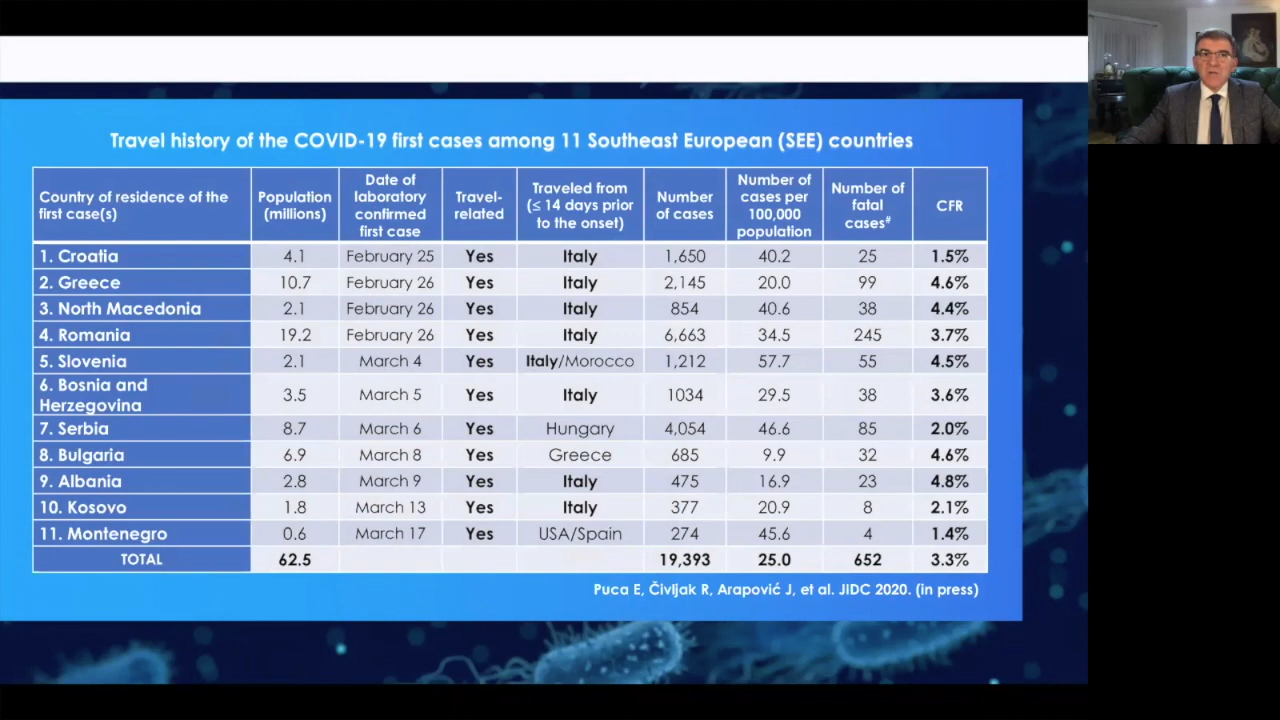 Travel history of the COVID-19 first cases among 11 Southeast European (SEE) countries
Country of residence of the first case(s) Population (millions) Date of laboratory confirmed first case Travel-related Traveled from (≤ 14 days prior to the onset) Number of cases Number of cases per 100,000 population Number of fatal cases# CFR
1. Croatia 4.1 February 25 Yes Italy 1,650 40.2 25 1.5%
2. Greece 10.7 February 26 Yes Italy 2,145 20.0 99 4.6%
3. North Macedonia 2.1 February 26 Yes Italy 854 40.6 38 4.4%
4. Romania 19.2 February 26 Yes Italy 6,663 34.5 245 3.7%
5. Slovenia 2.1 March 4 Yes Italy/Morocco 1,212 57.7 55 4.5%
6. Bosnia and Herzegovina 3.5 March 5 Yes Italy 1034 29.5 38 3.6%
7. Serbia 8.7 March 6 Yes Hungary 4,054 46.6 85 2.0%
8. Bulgaria 6.9 March 8 Yes Greece 685 9.9 32 4.6%
9. Albania 2.8 March 9 Yes Italy 475 16.9 23 4.8%
10. Kosovo 1.8 March 13 Yes Italy 377 20.9 8 2.1%
11. Montenegro 0.6 March 17 Yes USA/Spain 274 45.6 4 1.4%
TOTAL 62.5 19,393 25.0 652 3.3%
Puca E, Čivljak R, Arapović J, et al. JIDC 2020. (in press)